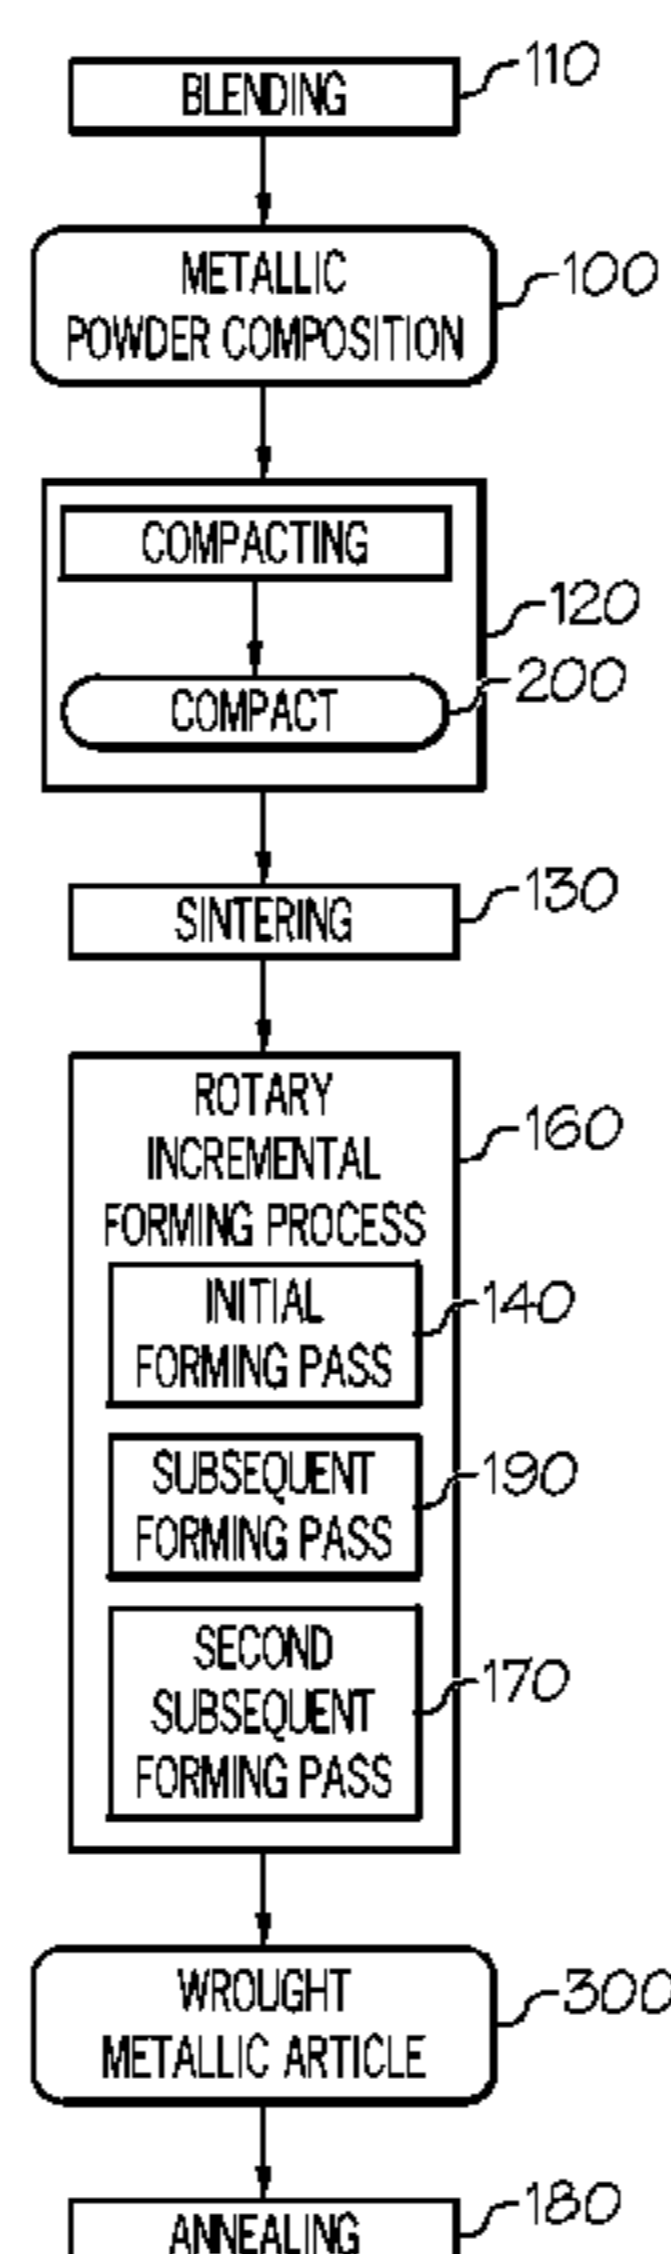 BLENDING
110
METALLIC
POWDER COMPOSITION
100
COMPACTING
120
COMPACT
200
SINTERING
130
ROTARY
INCREMENTAL
FORMING PROCESS
160
INITIAL
FORMING PASS
140
SUBSEQUENT
FORMING PASS
190
SECOND
SUBSEQUENT
FORMING PASS
170
WROUGHT
METALLIC ARTICLE
300
ANNEALING
180